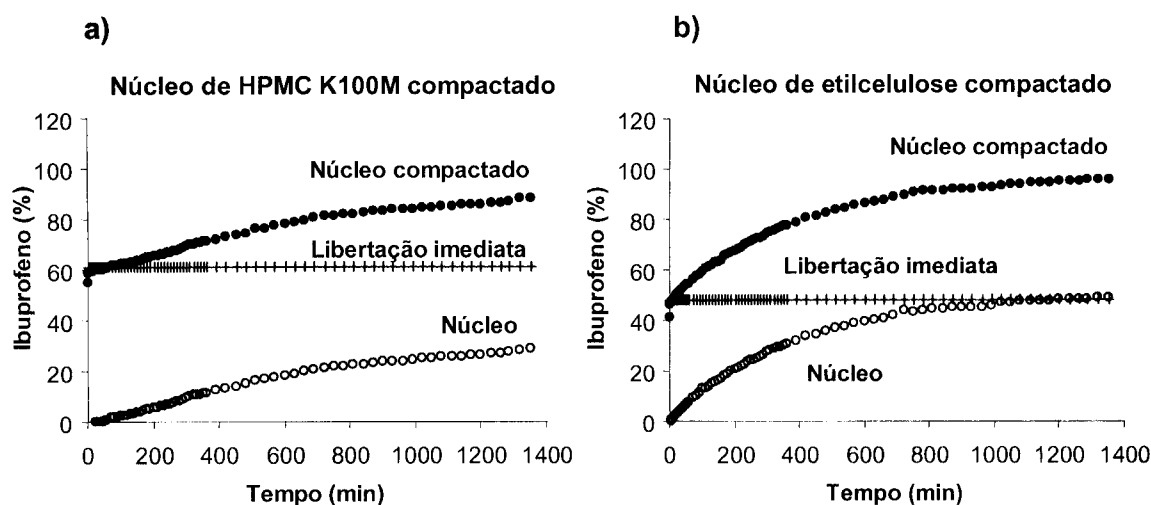 a)
Núcleo de HPMC K100M compactado
120
100
80
60
40
20
0
Ibuprofeno (%)
Núcleo compactado
Libertação imediata
Núcleo
0 200 400 600 800 1000 1200 1400
Tempo (min)
b)
Núcleo de etilcelulose compactado
120
100
80
60
40
20
0
Ibuprofeno (%)
Núcleo compactado
Libertação imediata
Núcleo
0 200 400 600 800 1000 1200 1400
Tempo (min)